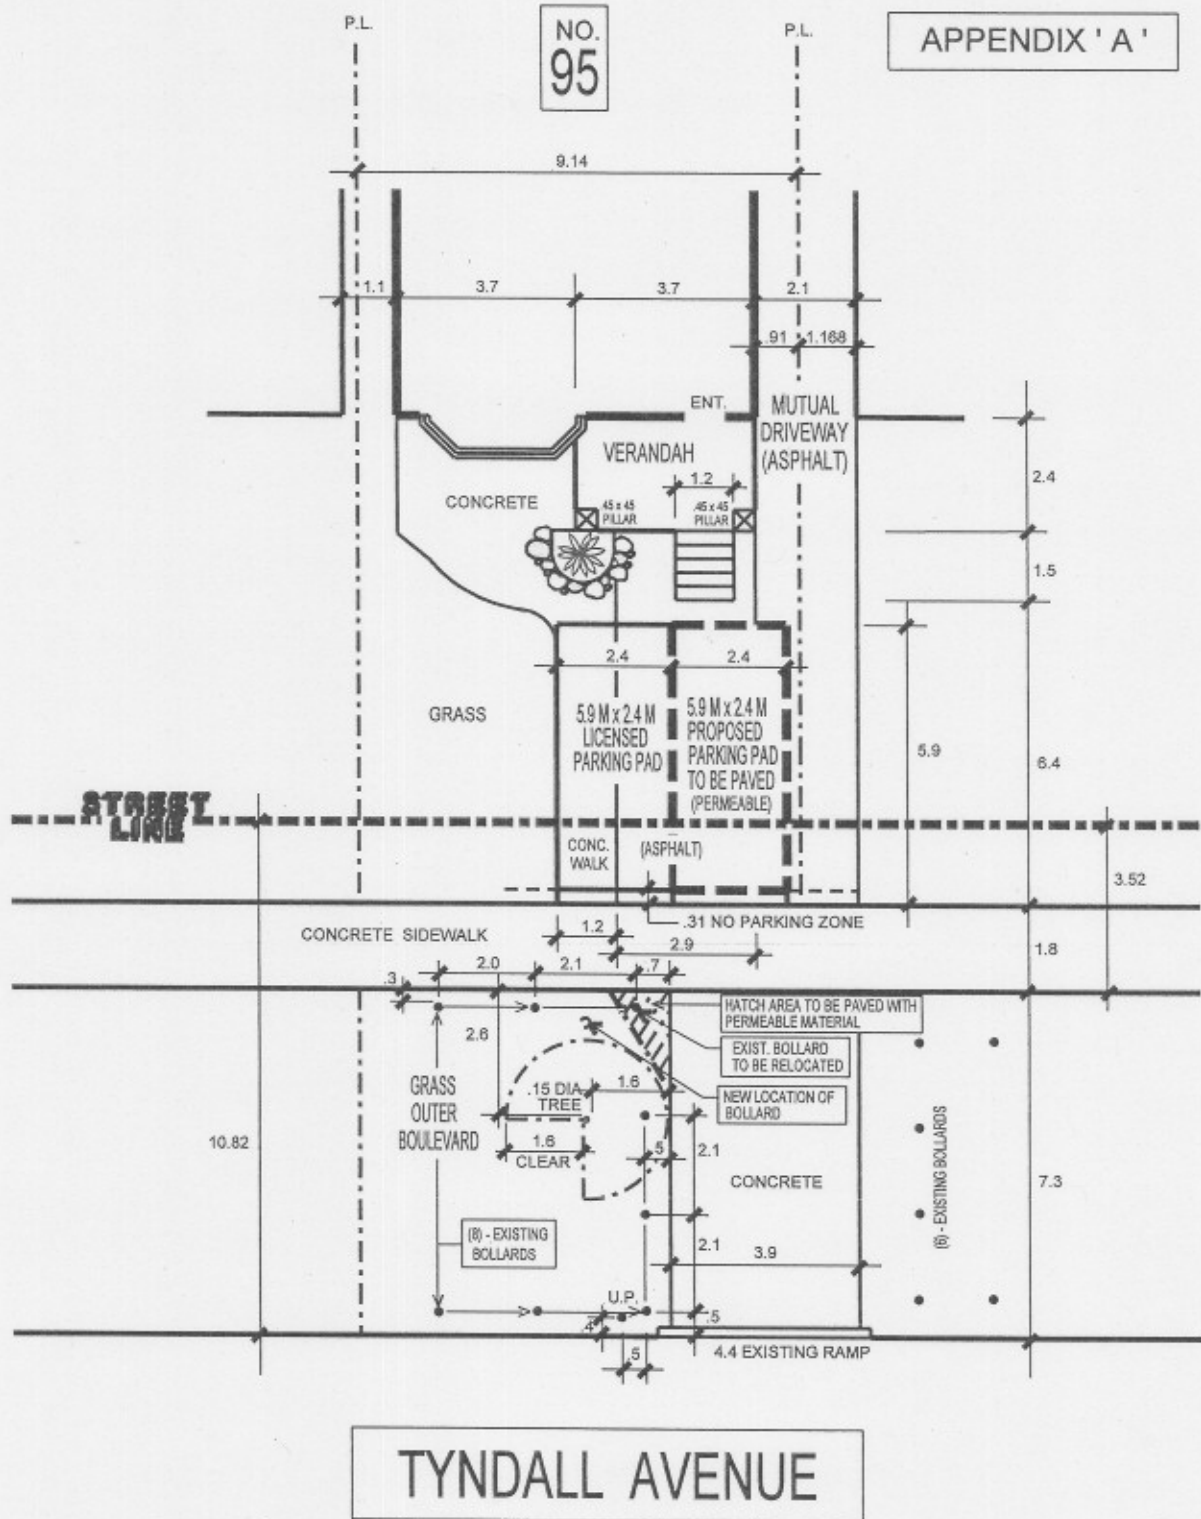 P.L.
NO.
95
P.L.
APPENDIX ' A '
9.14
1.1
3.7
3.7
2.1
.91
1.168
ENT.
MUTUAL
DRIVEWAY
(ASPHALT)
VERANDAH
2.4
1.2
CONCRETE
.45 x 45
PILLAR
.45 x 45
PILLAR
1.5
2.4
2.4
GRASS
5.9 M x 2.4 M
LICENSED
PARKING PAD
5.9 M x 2.4 M
PROPOSED
PARKING PAD
TO BE PAVED
(PERMEABLE)
5.9
6.4
STREET
LINE
CONC.
WALK
(ASPHALT)
3.52
.31 NO PARKING ZONE
CONCRETE SIDEWALK
1.2
2.9
1.8
.3
2.0
2.1
.7
HATCH AREA TO BE PAVED WITH
PERMEABLE MATERIAL
2.6
EXIST. BOLLARD
TO BE RELOCATED
GRASS
OUTER
BOULEVARD
.15 DIA
TREE
1.6
NEW LOCATION OF
BOLLARD
10.82
1.6
CLEAR
.5
2.1
CONCRETE
(6) - EXISTING BOLLARDS
7.3
(8) - EXISTING
BOLLARDS
2.1
3.9
U.P.
.4
.5
.5
4.4 EXISTING RAMP
TYNDALL AVENUE